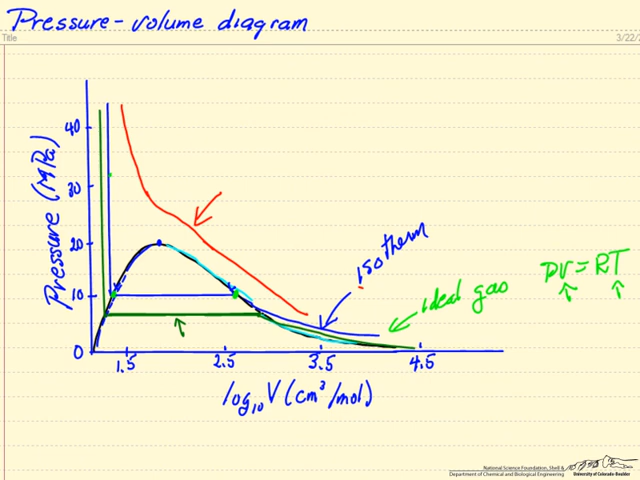 Pressure-volume diagram
Title
3/22/2
Pressure (MPa)
40
30
20
10
0
1.5
2.5
3.5
4.5
log10 V (cm3/mol)
isotherm
ideal gas
PV = RT
National Science Foundation, Shell &
Department of Chemical and Biological Engineering
University of Colorado-Boulder